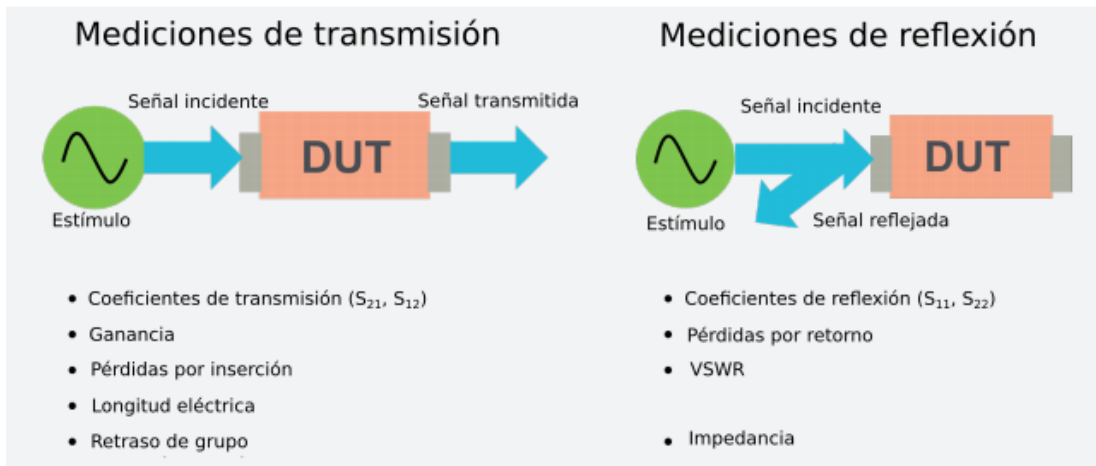 Mediciones de transmisión
Señal incidente
Señal transmitida
DUT
Estímulo
• Coeficientes de transmisión (S₂₁, S₁₂)
• Ganancia
• Pérdidas por inserción
• Longitud eléctrica
• Retraso de grupo
Mediciones de reflexión
Señal incidente
DUT
Estímulo
Señal reflejada
• Coeficientes de reflexión (S₁₁, S₂₂)
• Pérdidas por retorno
• VSWR
• Impedancia